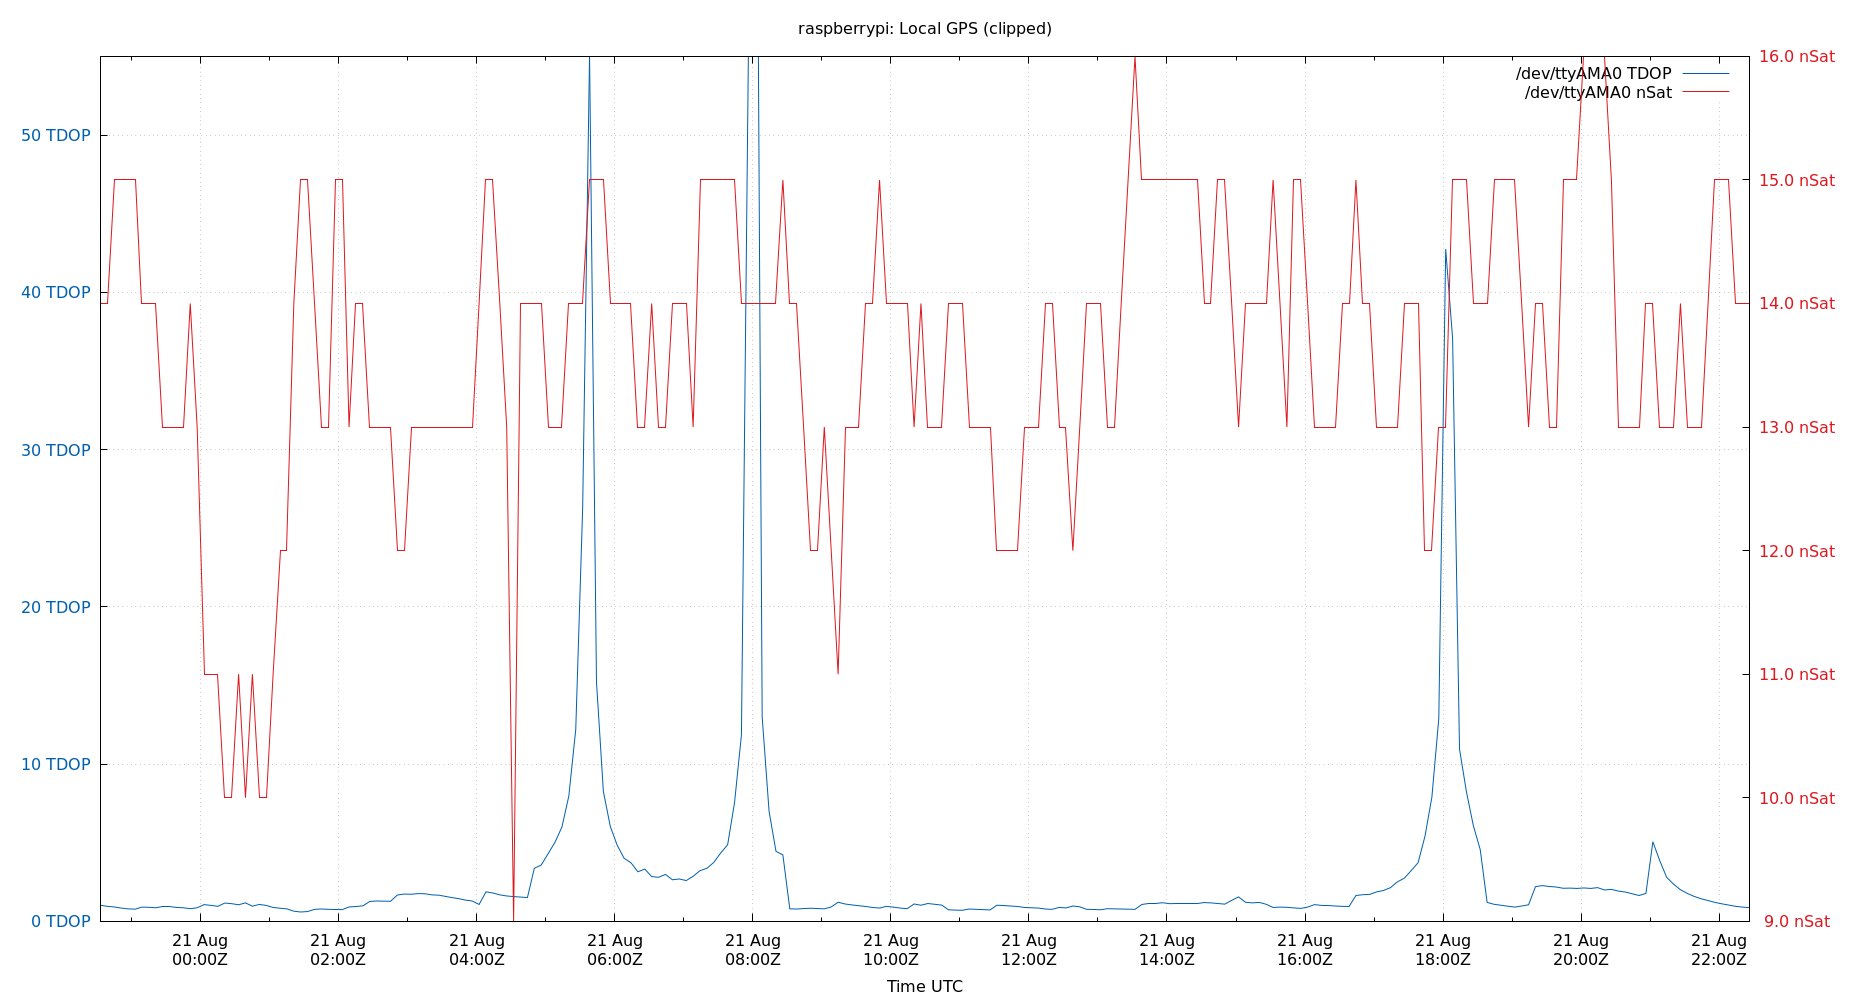 raspberrypi: Local GPS (clipped)
/dev/ttyAMA0 TDOP
/dev/ttyAMA0 nSat
50 TDOP
40 TDOP
30 TDOP
20 TDOP
10 TDOP
0 TDOP
16.0 nSat
15.0 nSat
14.0 nSat
13.0 nSat
12.0 nSat
11.0 nSat
10.0 nSat
9.0 nSat
21 Aug
00:00Z
21 Aug
02:00Z
21 Aug
04:00Z
21 Aug
06:00Z
21 Aug
08:00Z
21 Aug
10:00Z
21 Aug
12:00Z
21 Aug
14:00Z
21 Aug
16:00Z
21 Aug
18:00Z
21 Aug
20:00Z
21 Aug
22:00Z
Time UTC